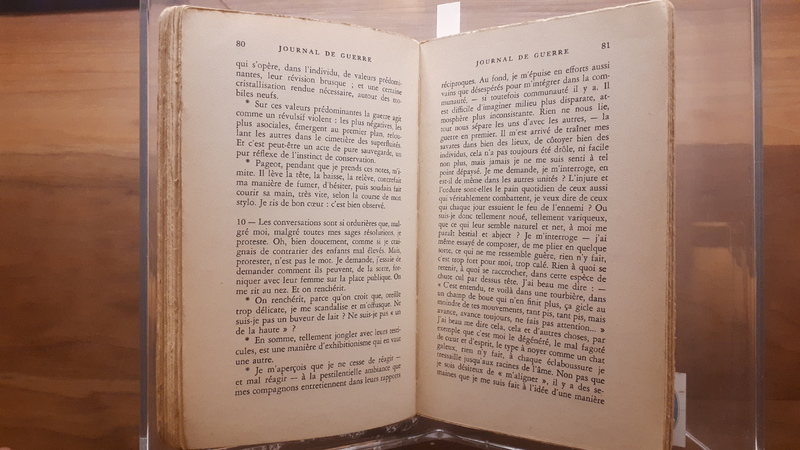 80
JOURNAL DE GUERRE
qui s'opère, dans l'individu, de valeurs prédomi-
nantes, leur révision brusque ; et une certaine
cristallisation rendue nécessaire, autour des mo-
biles neufs.
* Sur ces valeurs prédominantes la guerre agit
comme un révulsif violent : les plus négatives, les
plus asociales, émergent au premier plan, refou-
lant les autres dans le cimetière des superfluités.
Et c'est peut-être un acte de pure sauvegarde, un
pur réflexe de l'instinct de conservation.
* Pageot, pendant que je prends ces notes, m'i-
mite. Il lève la tête, la baisse, la relève, contrefait
ma manière de fumer, d'hésiter, puis soudain fait
courir sa main, très vite, selon la course de mon
stylo. Je ris de bon cœur : c'est bien observé.
10 — Les conversations sont si ordurières que, mal-
gré moi, malgré toutes mes sages résolutions, je
proteste. Oh, bien doucement, comme si je crai-
gnais de contrarier des enfants mal élevés. Mais,
protester, n'est pas le mot. Je demande, j'essaie de
demander comment ils peuvent, de la sorte, for-
niquer avec leur femme sur la place publique. On
me rit au nez. Et on renchérit.
* On renchérit, parce qu'on croit que, oreille
trop délicate, je me scandalise et m'offusque. Ne
suis-je pas un buveur de lait ? Ne suis-je pas « un
de la haute » ?
* En somme, tellement jongler avec leurs testi-
cules, est une manière d'exhibitionisme qui en vaut
une autre.
* Je m'aperçois que je ne cesse de réagir —
et mal réagir — à la pestilentielle ambiance que
mes compagnons entretiennent dans leurs rapports
JOURNAL DE GUERRE
81
réciproques. Au fond, je m'épuise en efforts aussi
vains que désespérés pour m'intégrer dans la com-
munauté, — si toutefois communauté il y a. Il
est difficile d'imaginer milieu plus disparate, at-
mosphère plus inconsistante. Rien ne nous lie,
tout nous sépare les uns d'avec les autres, — la
guerre en premier. Il m'est arrivé de traîner mes
savates dans bien des lieux, de côtoyer bien des
individus, cela n'a pas toujours été drôle, ni facile
non plus, mais jamais je ne me suis senti à tel
point dépaysé. Je me demande, je m'interroge, en
est-il de même dans les autres unités ? L'injure et
l'ordure sont-elles le pain quotidien de ceux aussi
qui véritablement combattent, je veux dire de ceux
qui chaque jour essuient le feu de l'ennemi ? Ou
suis-je donc tellement noué, tellement variqueux,
que ce qui leur semble naturel et net, à moi me
paraît bestial et abject ? Je m'interroge — j'ai
même essayé de composer, de me plier en quelque
sorte, ce qui ne me ressemble guère, rien n'y fait,
c'est trop fort pour moi, trop calé. Rien à quoi se
retenir, à quoi se raccrocher, dans cette espèce de
chute cul par dessus tête. J'ai beau me dire : —
« C'est entendu, te voilà dans une tourbière, dans
un champ de boue qui n'en finit plus, ça gicle au
moindre de tes mouvements, tant pis, tant pis, mais
avance, avance toujours, ne fais pas attention... »
J'ai beau me dire cela, cela et d'autres choses, par
exemple que c'est moi le dégénéré, le mal fagoté
de cœur et d'esprit, le type à noyer comme un chat
galeux, rien n'y fait, à chaque éclaboussure je
tressaille jusqu'aux racines de l'âme. Non pas que
je sois désireux de « m'aligner », il y a des se-
maines que je me suis fait à l'idée d'une manière